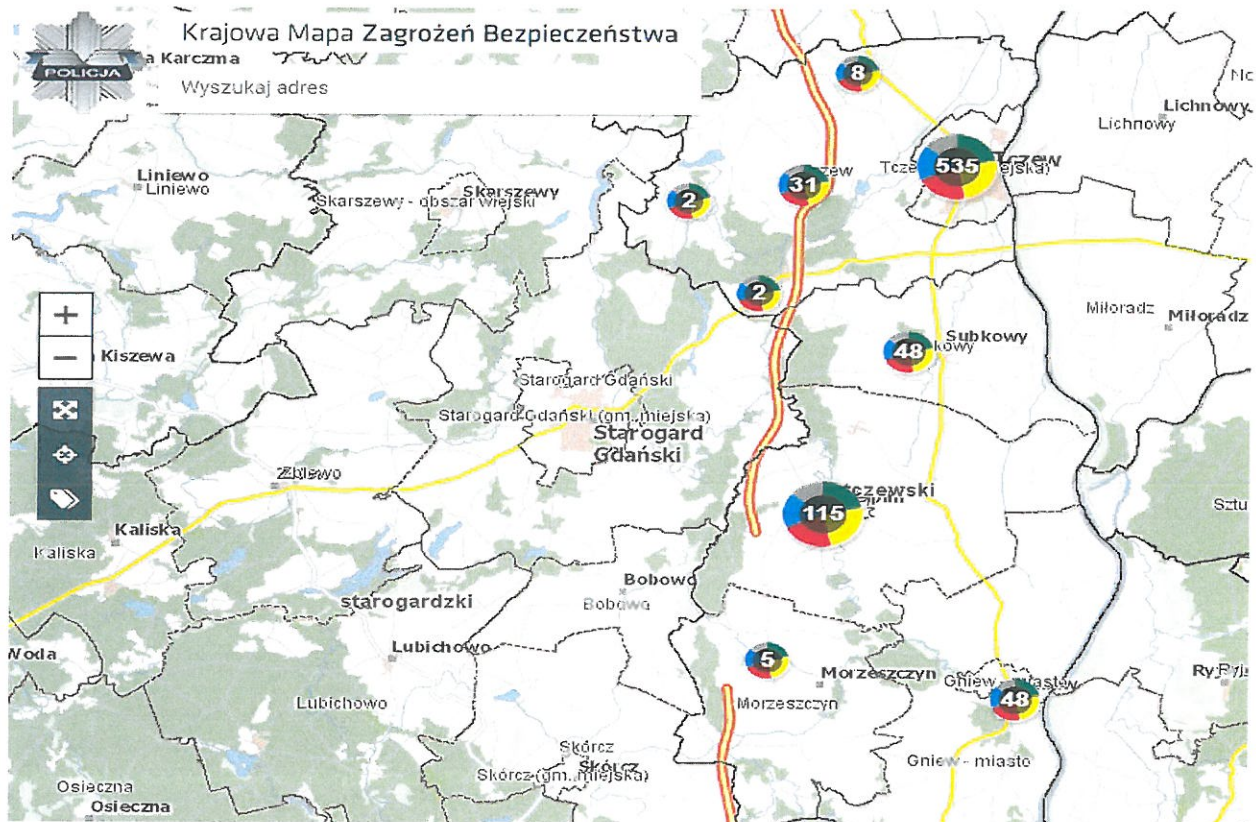 Krajowa Mapa Zagrożeń Bezpieczeństwa
POLICJA
a Karczma
Wyszukaj adres
8
Lichnowy
Lichnowy
Liniewo
Liniewo
Skarszewy
Skarszewy - obszar wiejski
2
31
535
Tczew
2
Miłoradz
Miłoradz
Subkowy
48
Kiszewa
Starogard Gdański
Starogard Gdański (gm. miejska)
Starogard
Gdański
Zblewo
tczewski
115
Kaliska
Kaliska
Bobowo
Bobowo
starogardzki
Woda
Lubichowo
Lubichowo
5
Morzeszczyn
Morzeszczyn
48
Gniew - miasto
Skórcz
Skórcz
Skórcz (gm. miejska)
Osieczna
Osieczna